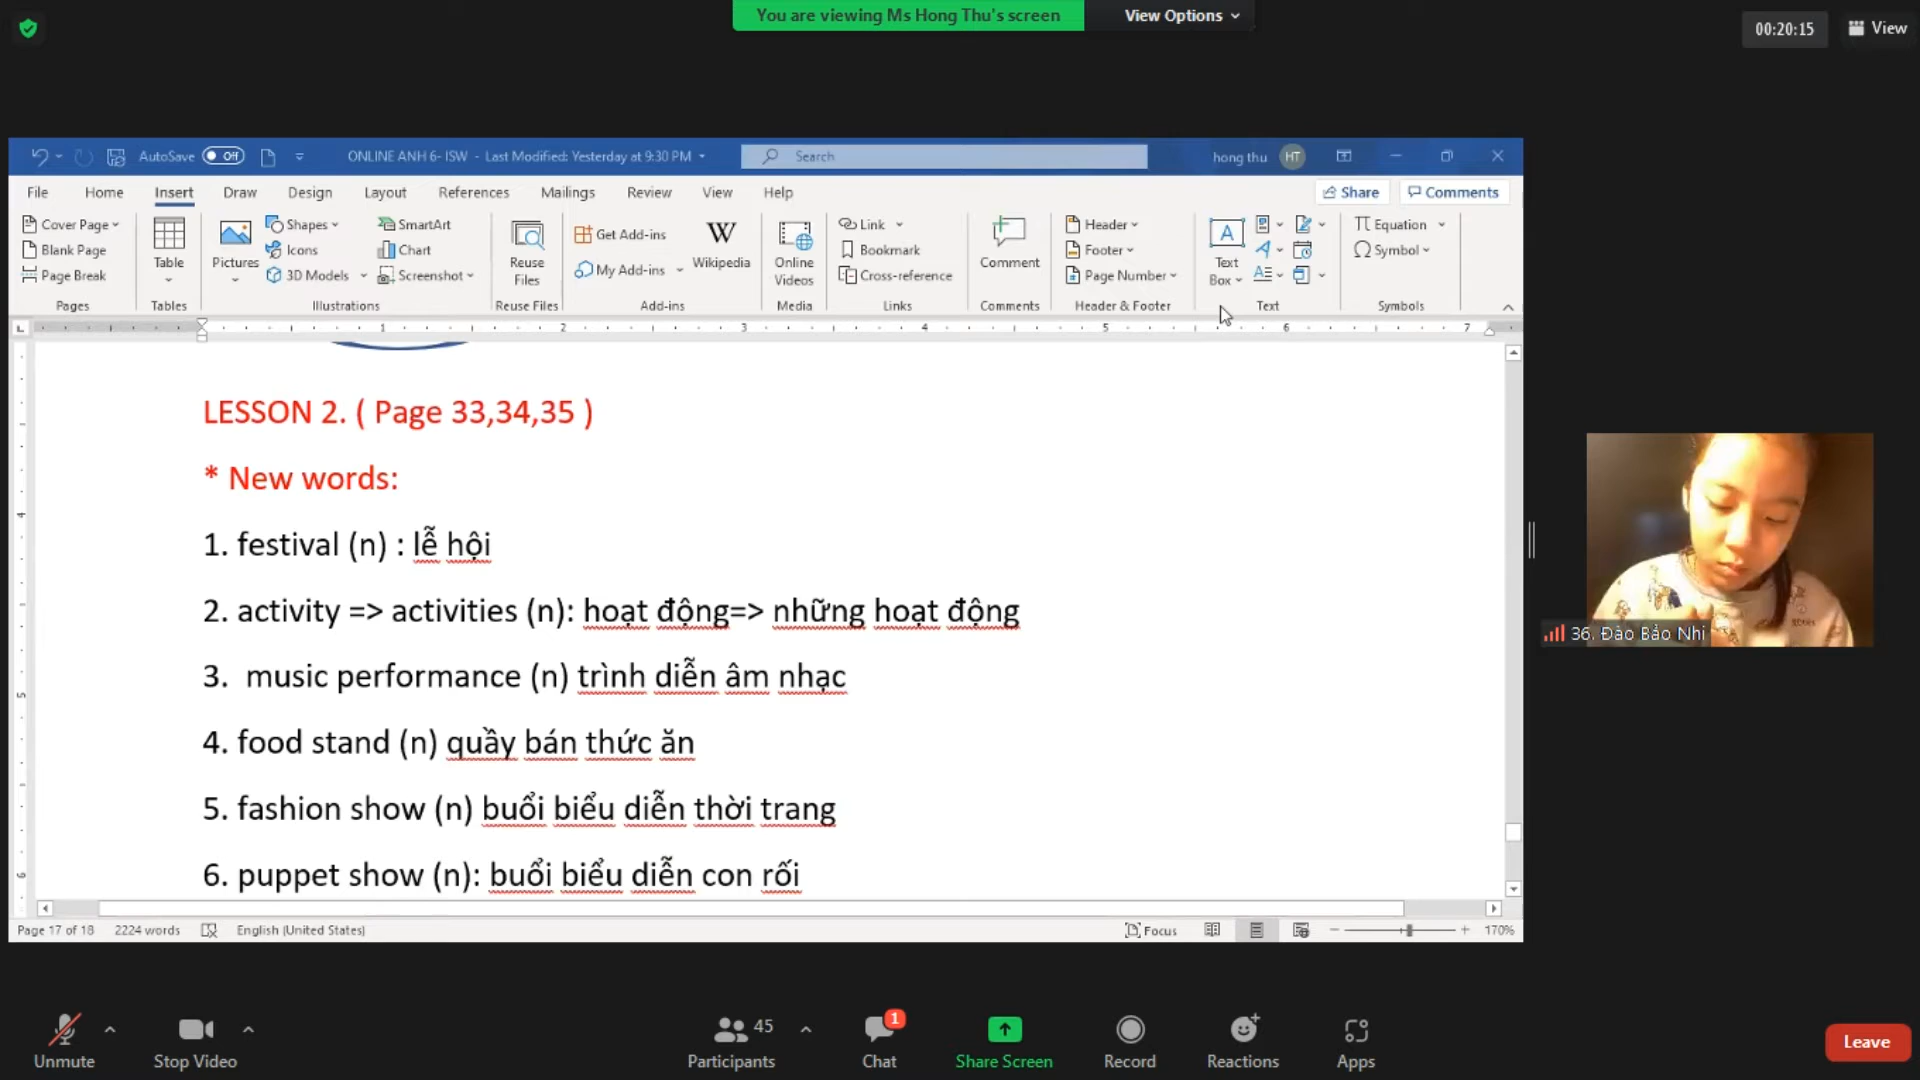 You are viewing Ms Hong Thu's screen View Options
00:20:15 View
AutoSave Off ONLINE ANH 6- ISW - Last Modified: Yesterday at 9:30 PM Search hong thu HT
File Home Insert Draw Design Layout References Mailings Review View Help Share Comments
Cover Page Shapes SmartArt Get Add-ins Link Header Equation
Blank Page Icons Chart Bookmark Footer Symbol
Page Break 3D Models Screenshot My Add-ins Cross-reference Page Number
Table Pictures Reuse Files Wikipedia Online Videos Comment Text Box
Pages Tables Illustrations Reuse Files Add-ins Media Links Comments Header & Footer Text Symbols
1 2 3 4 5 6 7
LESSON 2. ( Page 33,34,35 )
* New words:
1. festival (n) : lễ hội
2. activity => activities (n): hoạt động=> những hoạt động
3. music performance (n) trình diễn âm nhạc
4. food stand (n) quầy bán thức ăn
5. fashion show (n) buổi biểu diễn thời trang
6. puppet show (n): buổi biểu diễn con rối
36. Đào Bảo Nhi
Page 17 of 18 2224 words English (United States) Focus 170%
Unmute Stop Video Participants 45 Chat 1 Share Screen Record Reactions Apps Leave